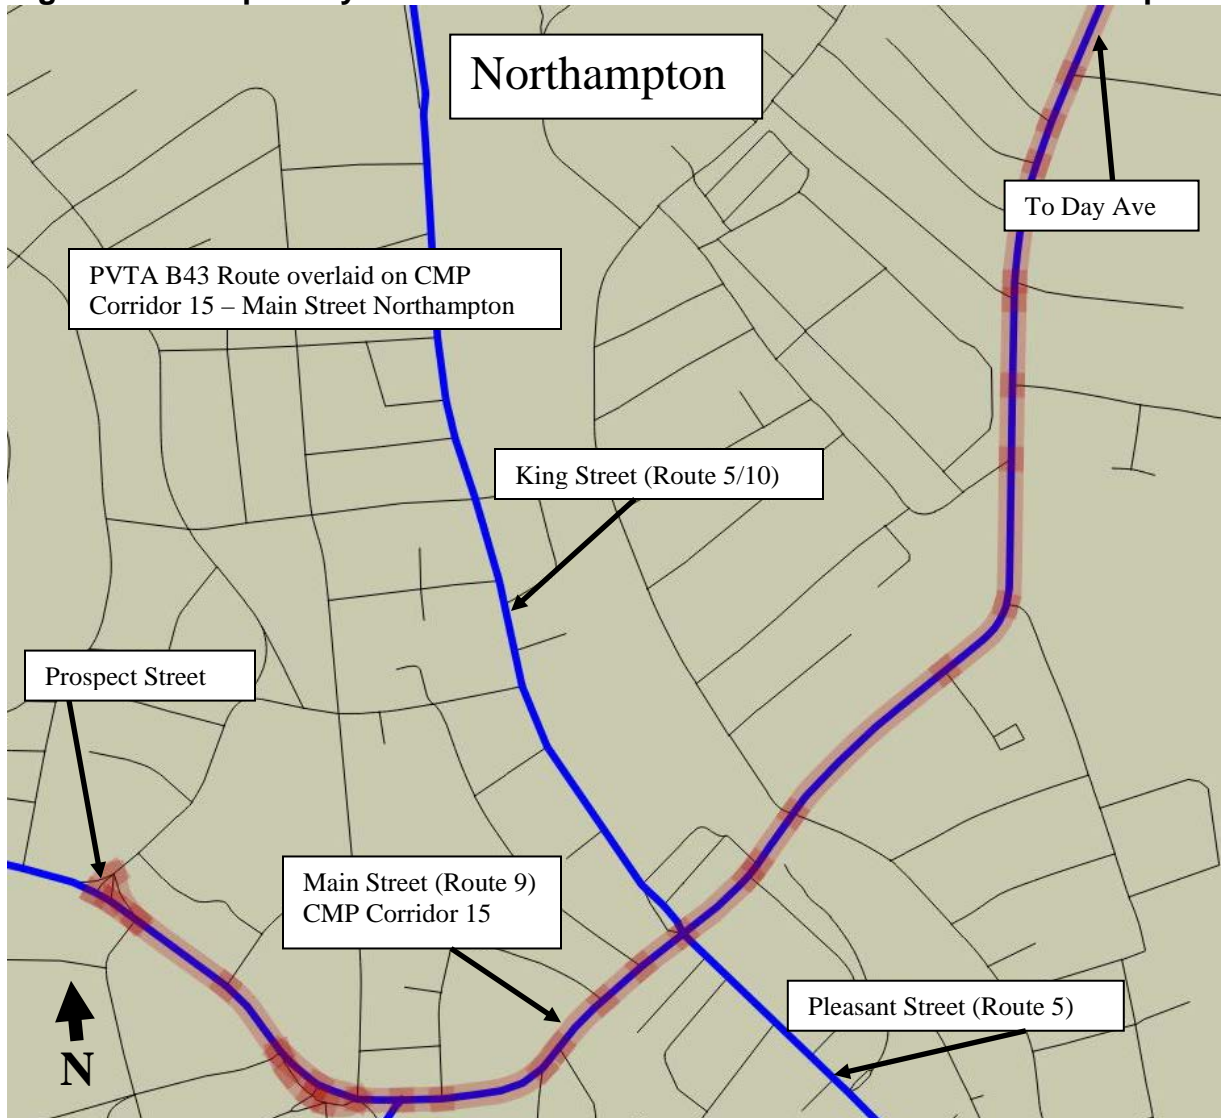 Northampton
To Day Ave
PVTA B43 Route overlaid on CMP
Corridor 15 – Main Street Northampton
King Street (Route 5/10)
Prospect Street
Main Street (Route 9)
CMP Corridor 15
Pleasant Street (Route 5)
N